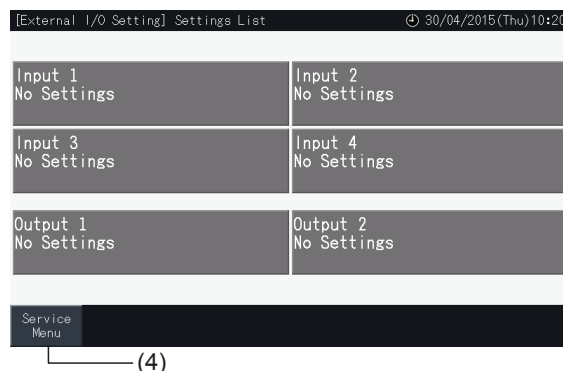 [External I/O Setting] Settings List 30/04/2015(Thu)10:20
Input 1 Input 2
No Settings No Settings
Input 3 Input 4
No Settings No Settings
Output 1 Output 2
No Settings No Settings
Service
Menu
(4)